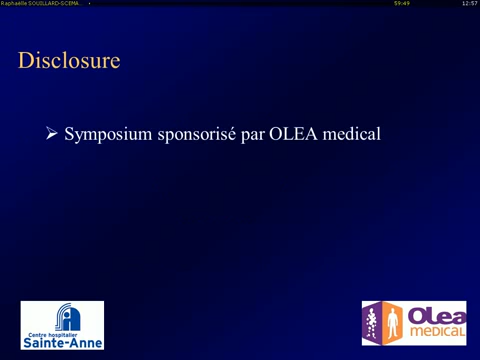 Raphaëlle SOUILLARD-SCEMA...
59:49
12:57
Disclosure
➢ Symposium sponsorisé par OLEA medical
Centre hospitalier
Sainte-Anne
Olea
MEDICAL